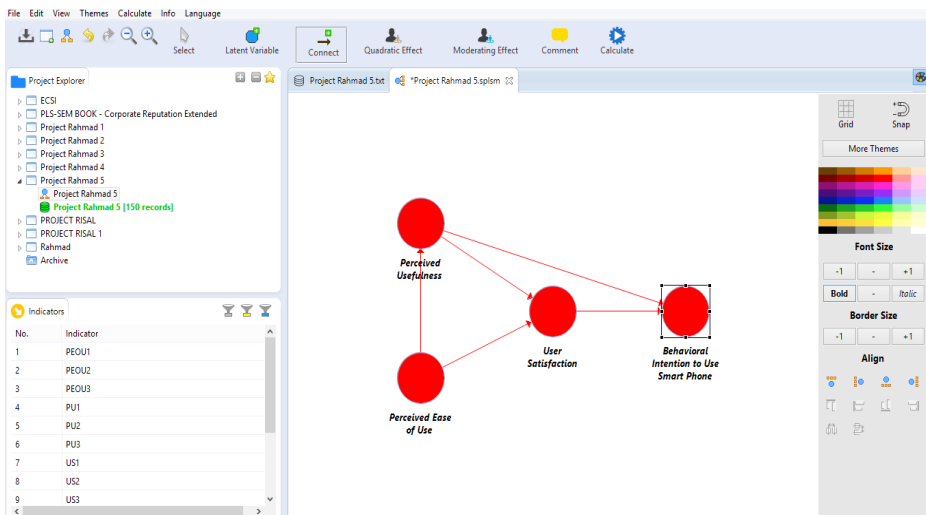 File Edit View Themes Calculate Info Language
Select
Latent Variable
Connect
Quadratic Effect
Moderating Effect
Comment
Calculate
Project Explorer
ECSI
PLS-SEM BOOK - Corporate Reputation Extended
Project Rahmad 1
Project Rahmad 2
Project Rahmad 3
Project Rahmad 4
Project Rahmad 5
Project Rahmad 5
Project Rahmad 5 [150 records]
PROJECT RISAL
PROJECT RISAL 1
Rahmad
Archive
Indicators
No. Indicator
1 PEOU1
2 PEOU2
3 PEOU3
4 PU1
5 PU2
6 PU3
7 US1
8 US2
9 US3
Project Rahmad 5.txt
*Project Rahmad 5.splsm
Perceived
Usefulness
User
Satisfaction
Behavioral
Intention to Use
Smart Phone
Perceived Ease
of Use
Grid Snap
More Themes
Font Size
-1 - +1
Bold - Italic
Border Size
-1 - +1
Align